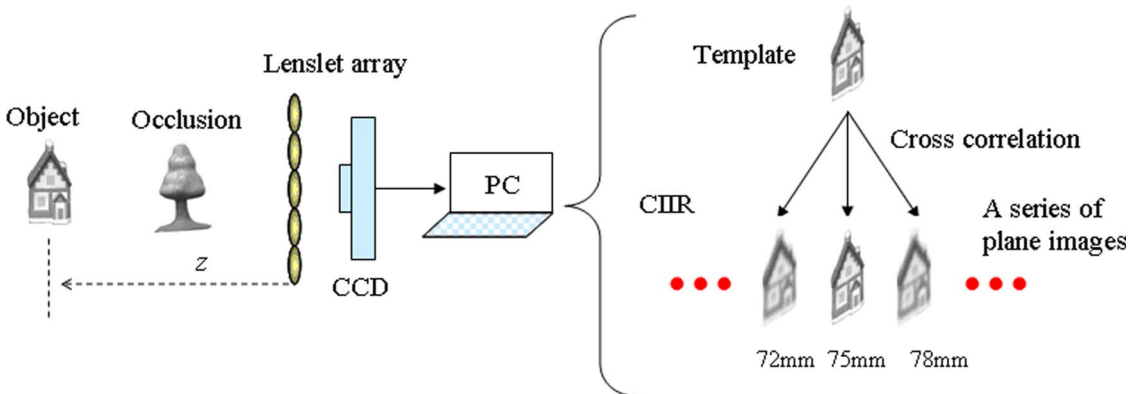 Object
Occlusion
Lenslet array
z
CCD
PC
CIIR
Template
Cross correlation
A series of
plane images
72mm
75mm
78mm